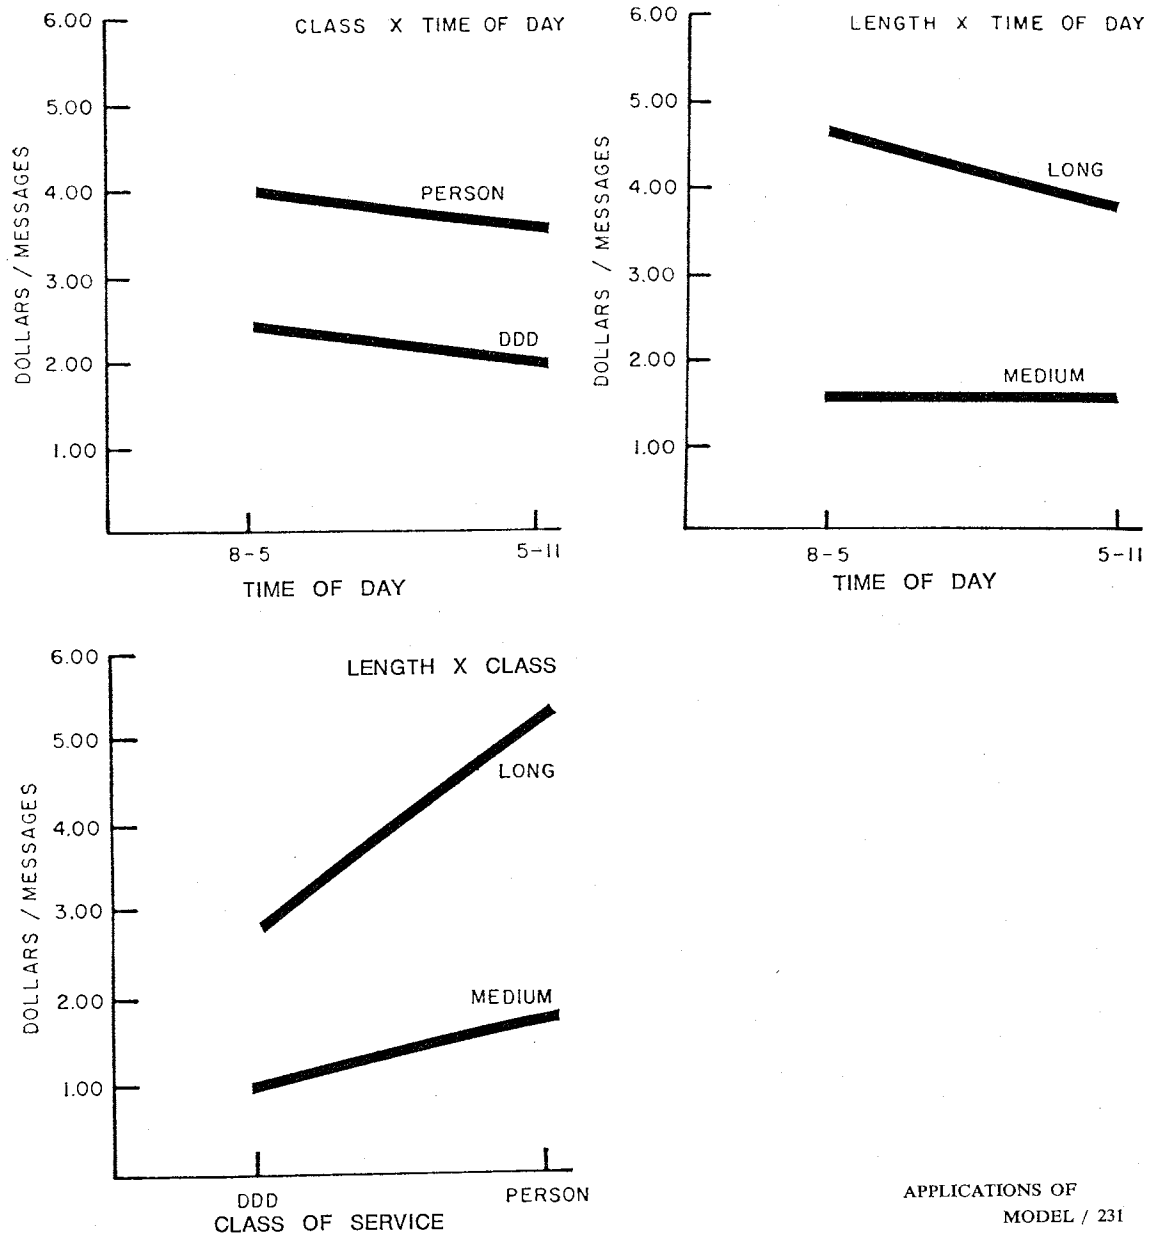 CLASS X TIME OF DAY
6.00
5.00
4.00
3.00
2.00
1.00
DOLLARS / MESSAGES
PERSON
DDD
8-5
5-11
TIME OF DAY
LENGTH X TIME OF DAY
6.00
5.00
4.00
3.00
2.00
1.00
DOLLARS / MESSAGES
LONG
MEDIUM
8-5
5-11
TIME OF DAY
LENGTH X CLASS
6.00
5.00
4.00
3.00
2.00
1.00
DOLLARS / MESSAGES
LONG
MEDIUM
DDD
PERSON
CLASS OF SERVICE
APPLICATIONS OF
MODEL / 231